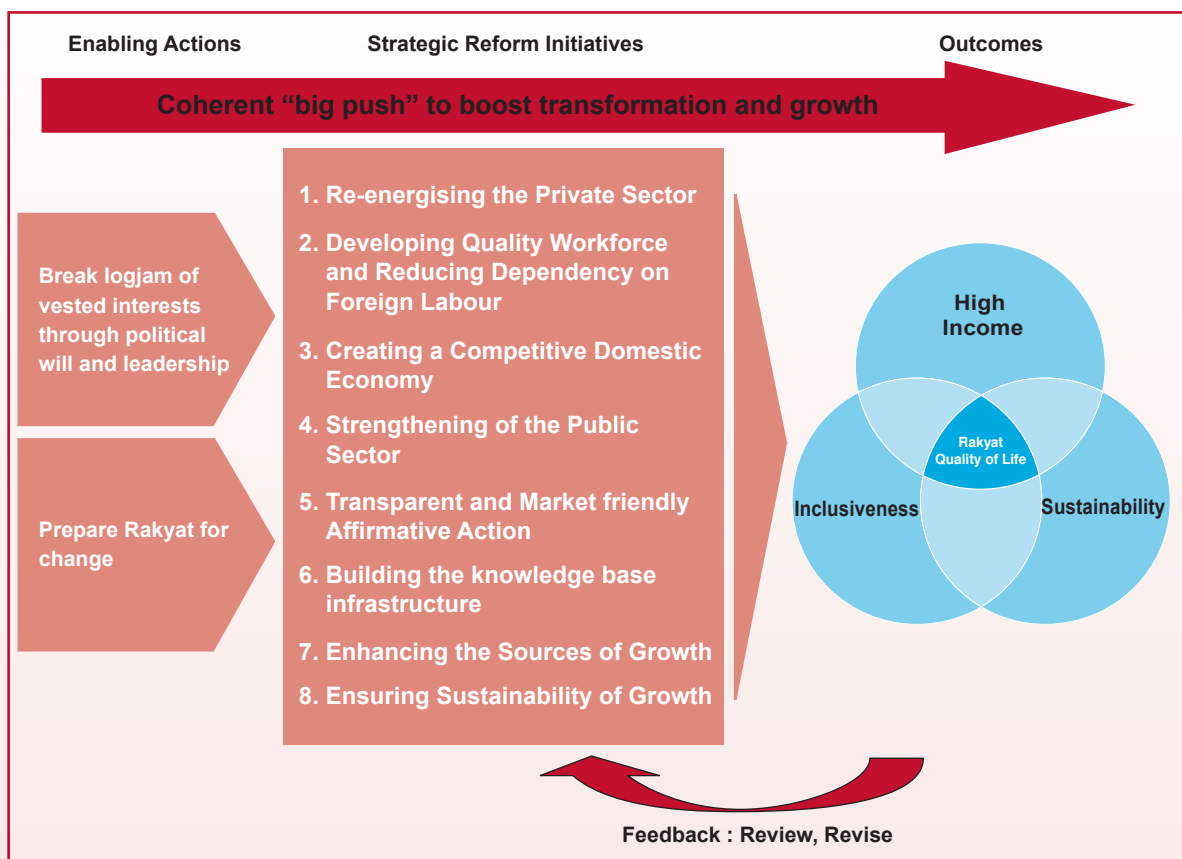 Enabling Actions
Strategic Reform Initiatives
Outcomes
Coherent “big push” to boost transformation and growth
Break logjam of
vested interests
through political
will and leadership
Prepare Rakyat for
change
1. Re-energising the Private Sector
2. Developing Quality Workforce
and Reducing Dependency on
Foreign Labour
3. Creating a Competitive Domestic
Economy
4. Strengthening of the Public
Sector
5. Transparent and Market friendly
Affirmative Action
6. Building the knowledge base
infrastructure
7. Enhancing the Sources of Growth
8. Ensuring Sustainability of Growth
High
Income
Rakyat
Quality of Life
Inclusiveness
Sustainability
Feedback : Review, Revise